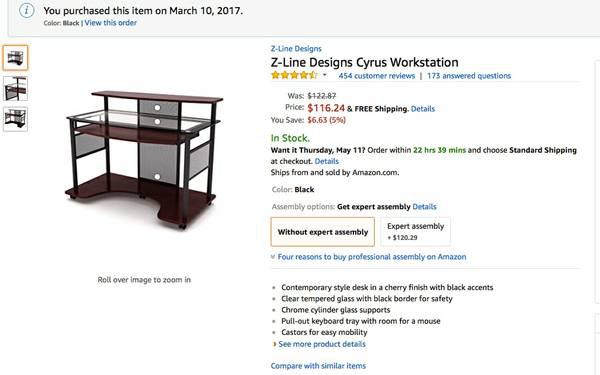 You purchased this item on March 10, 2017.
Color: Black | View this order
Z-Line Designs
Z-Line Designs Cyrus Workstation
454 customer reviews | 173 answered questions
Was: $122.87
Price: $116.24 & FREE Shipping. Details
You Save: $6.63 (5%)
In Stock.
Want it Thursday, May 11? Order within 22 hrs 39 mins and choose Standard Shipping
at checkout. Details
Ships from and sold by Amazon.com.
Color: Black
Assembly options: Get expert assembly Details
Without expert assembly
Expert assembly
+ $120.29
Four reasons to buy professional assembly on Amazon
Roll over image to zoom in
Contemporary style desk in a cherry finish with black accents
Clear tempered glass with black border for safety
Chrome cylinder glass supports
Pull-out keyboard tray with room for a mouse
Castors for easy mobility
See more product details
Compare with similar items